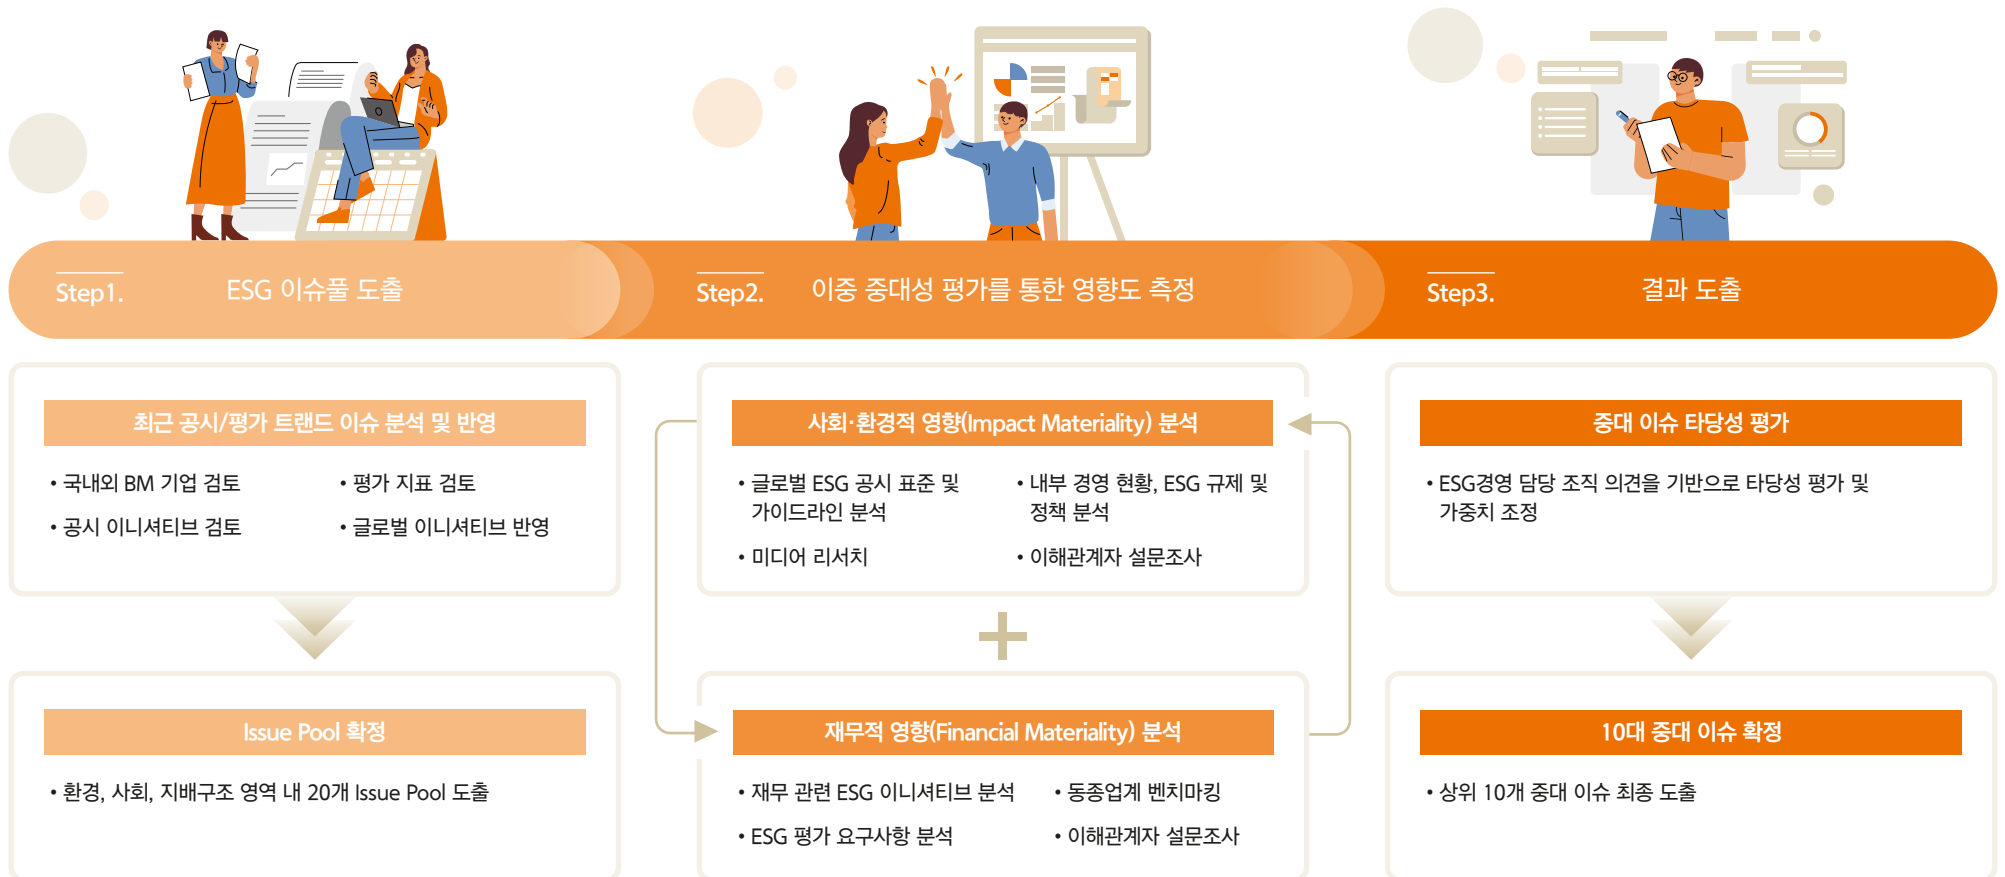 Step1.
ESG 이슈풀 도출
Step2.
이중 중대성 평가를 통한 영향도 측정
Step3.
결과 도출
최근 공시/평가 트랜드 이슈 분석 및 반영
• 국내외 BM 기업 검토
• 평가 지표 검토
• 공시 이니셔티브 검토
• 글로벌 이니셔티브 반영
Issue Pool 확정
• 환경, 사회, 지배구조 영역 내 20개 Issue Pool 도출
사회·환경적 영향(Impact Materiality) 분석
• 글로벌 ESG 공시 표준 및
가이드라인 분석
• 내부 경영 현황, ESG 규제 및
정책 분석
• 미디어 리서치
• 이해관계자 설문조사
재무적 영향(Financial Materiality) 분석
• 재무 관련 ESG 이니셔티브 분석
• 동종업계 벤치마킹
• ESG 평가 요구사항 분석
• 이해관계자 설문조사
중대 이슈 타당성 평가
• ESG경영 담당 조직 의견을 기반으로 타당성 평가 및
가중치 조정
10대 중대 이슈 확정
• 상위 10개 중대 이슈 최종 도출